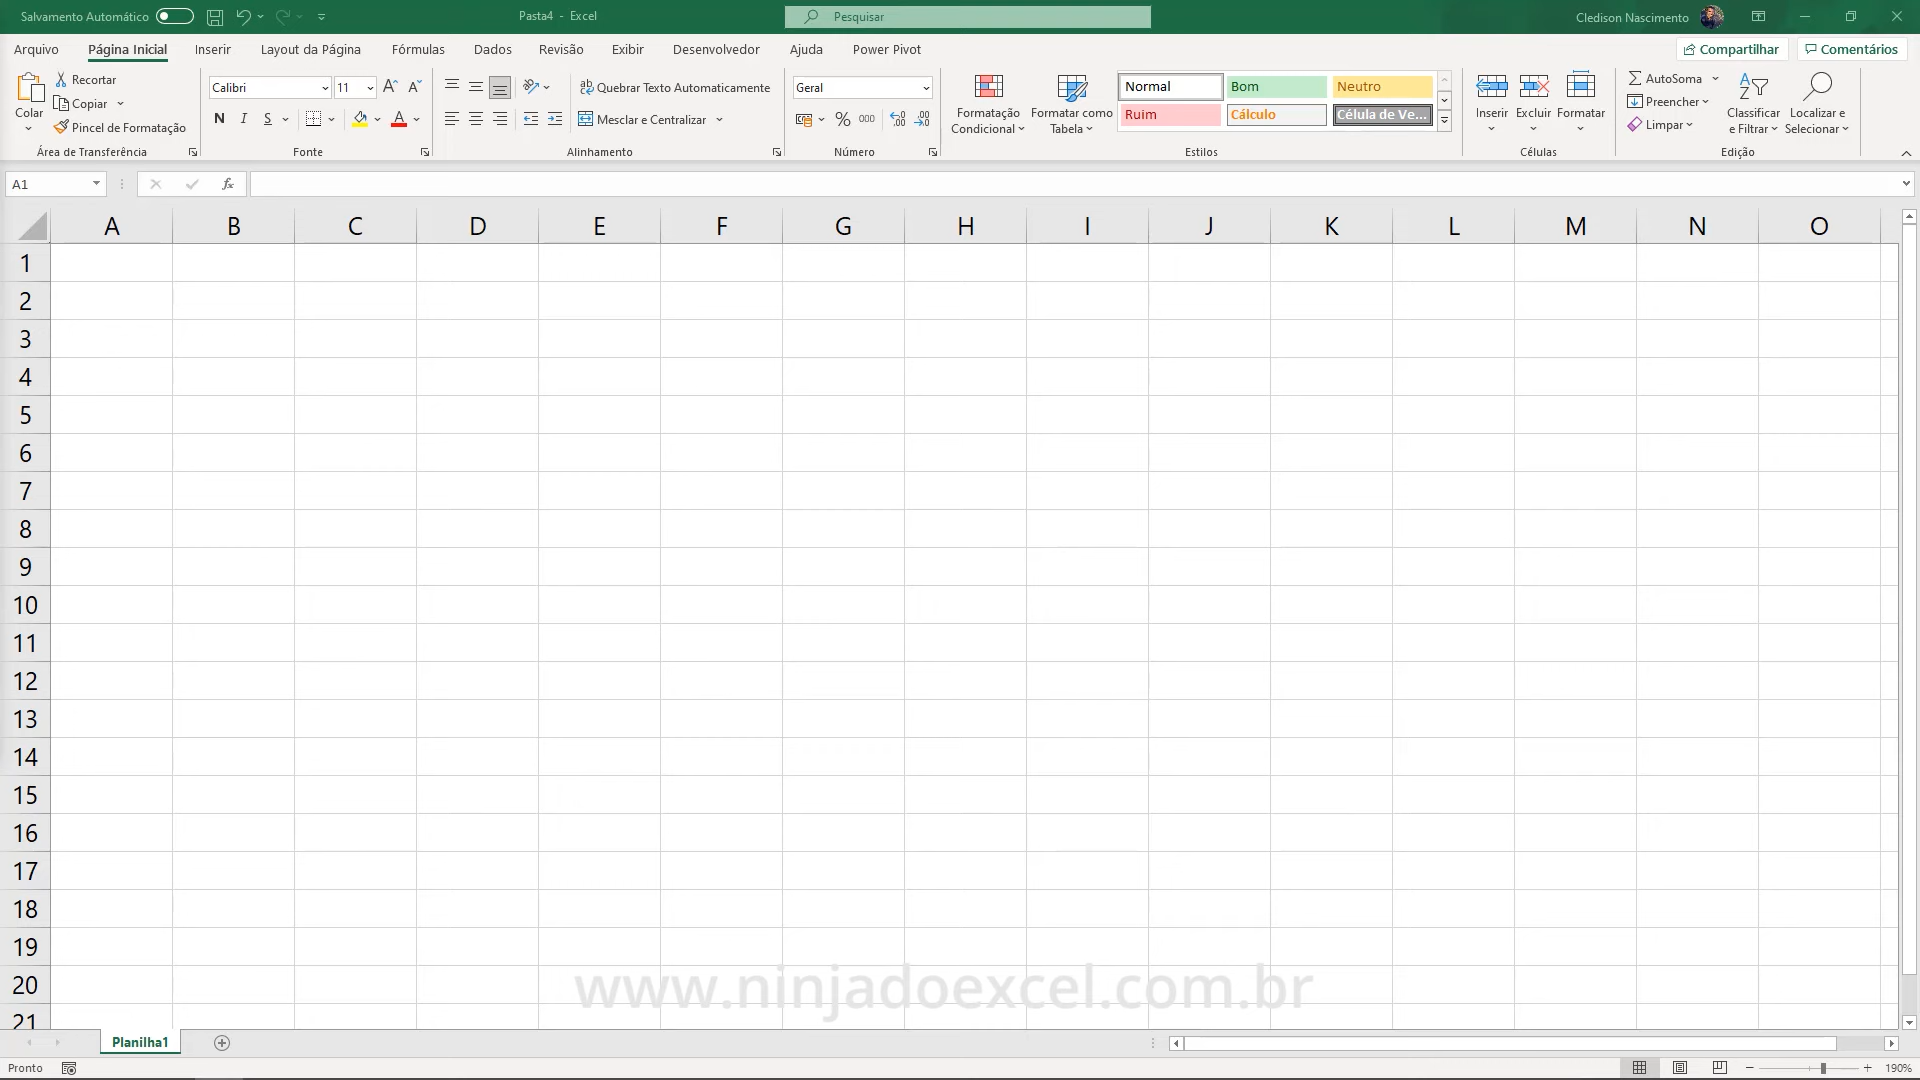 Salvamento Automático
Pasta4 - Excel
Pesquisar
Cledison Nascimento
Arquivo Página Inicial Inserir Layout da Página Fórmulas Dados Revisão Exibir Desenvolvedor Ajuda Power Pivot
Compartilhar
Comentários
Colar
Recortar
Copiar
Pincel de Formatação
Área de Transferência
Calibri 11
N I S
Fonte
Quebrar Texto Automaticamente
Mesclar e Centralizar
Alinhamento
Geral
% 000
Número
Formatação
Condicional
Formatar como
Tabela
Normal Bom Neutro
Ruim Cálculo Célula de Ve...
Estilos
Inserir Excluir Formatar
Células
AutoSoma
Preencher
Limpar
Classificar
e Filtrar
Localizar e
Selecionar
Edição
A1
fx
A B C D E F G H I J K L M N O
1
2
3
4
5
6
7
8
9
10
11
12
13
14
15
16
17
18
19
20
21
www.ninjadoexcel.com.br
Planilha1
Pronto
190%